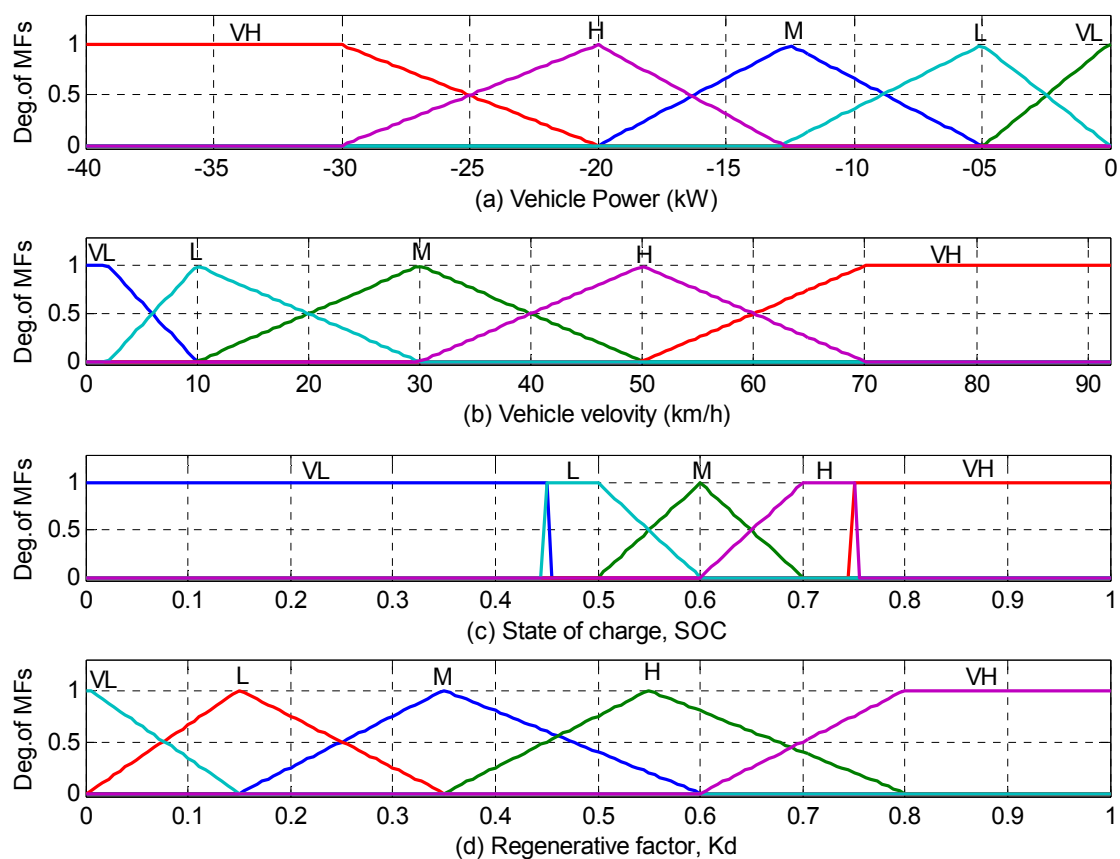 VH H M L VL
Deg.of MFs
1
0.5
0
-40 -35 -30 -25 -20 -15 -10 -05 0
(a) Vehicle Power (kW)
VL L M H VH
Deg.of MFs
1
0.5
0
0 10 20 30 40 50 60 70 80 90
(b) Vehicle velovity (km/h)
VL L M H VH
Deg.of MFs
1
0.5
0
0 0.1 0.2 0.3 0.4 0.5 0.6 0.7 0.8 0.9 1
(c) State of charge, SOC
VL L M H VH
Deg.of MFs
1
0.5
0
0 0.1 0.2 0.3 0.4 0.5 0.6 0.7 0.8 0.9 1
(d) Regenerative factor, Kd